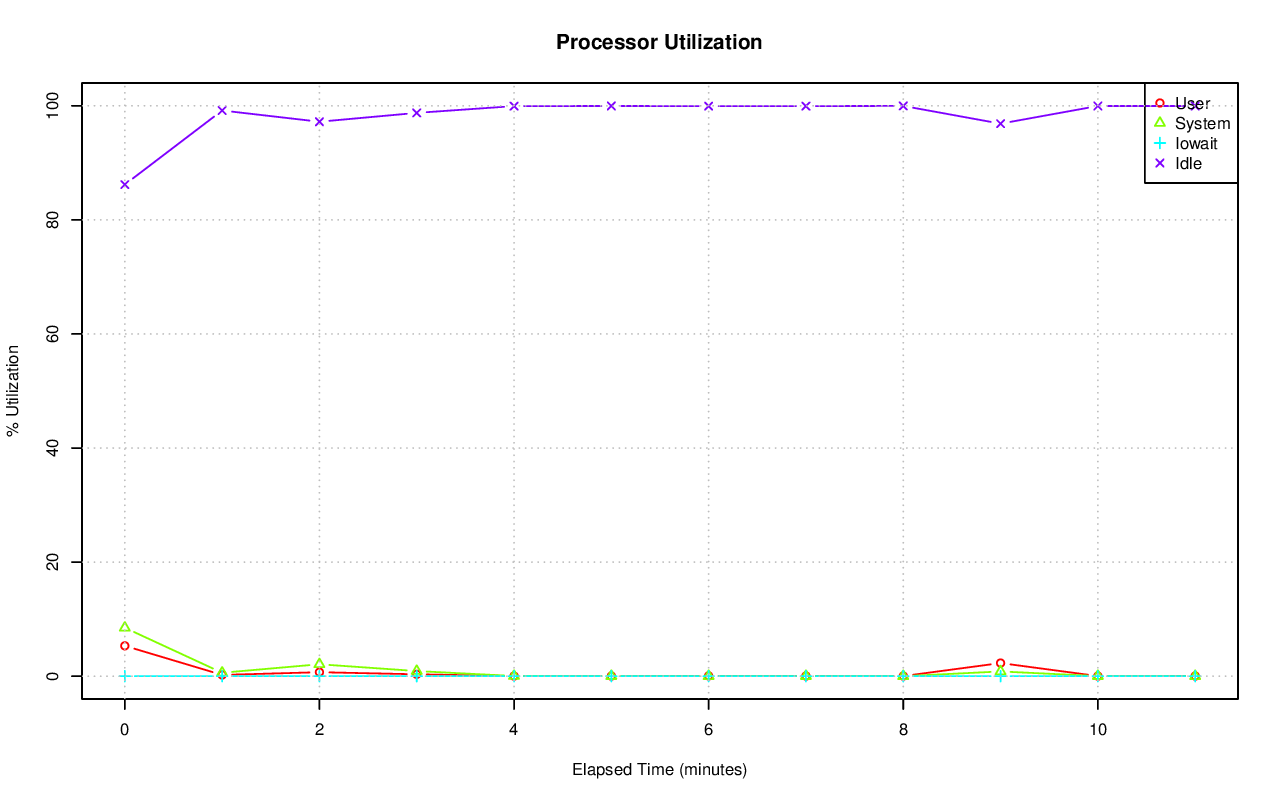 Processor Utilization
% Utilization
100
80
60
40
20
0
User
System
Iowait
Idle
0 2 4 6 8 10
Elapsed Time (minutes)